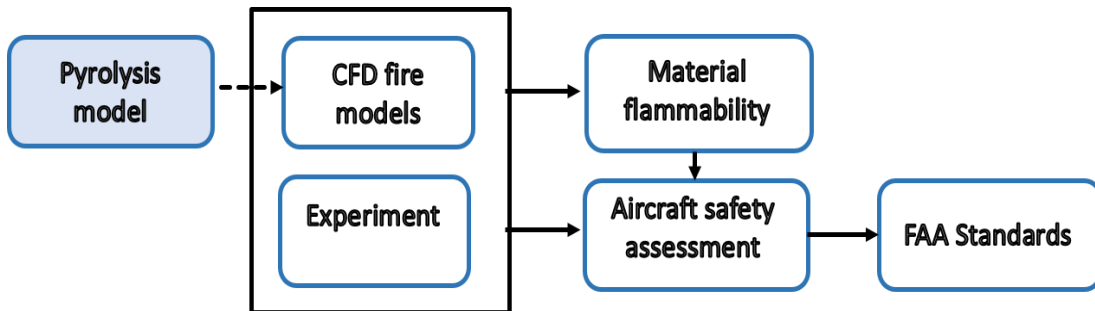 Pyrolysis
model
CFD fire
models
Experiment
Material
flammability
Aircraft safety
assessment
FAA Standards